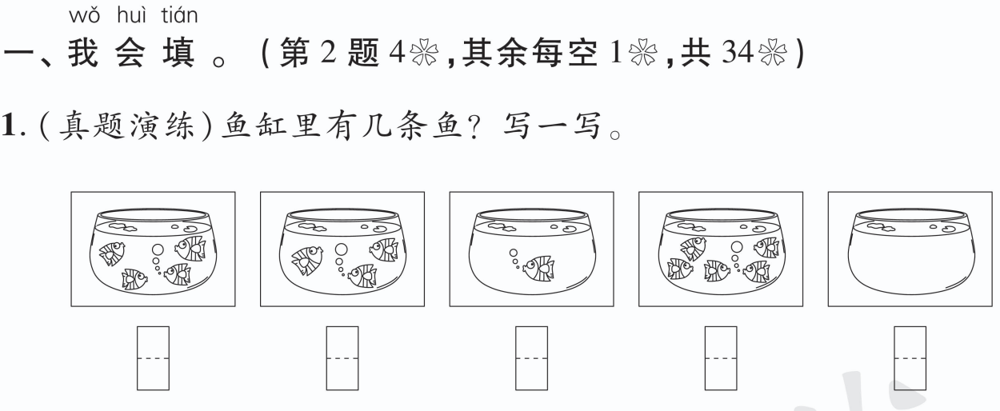 wǒ huì tián
一、我 会 填 。(第 2 题 4,其余每空 1,共 34)
1.(真题演练)鱼缸里有几条鱼?写一写。